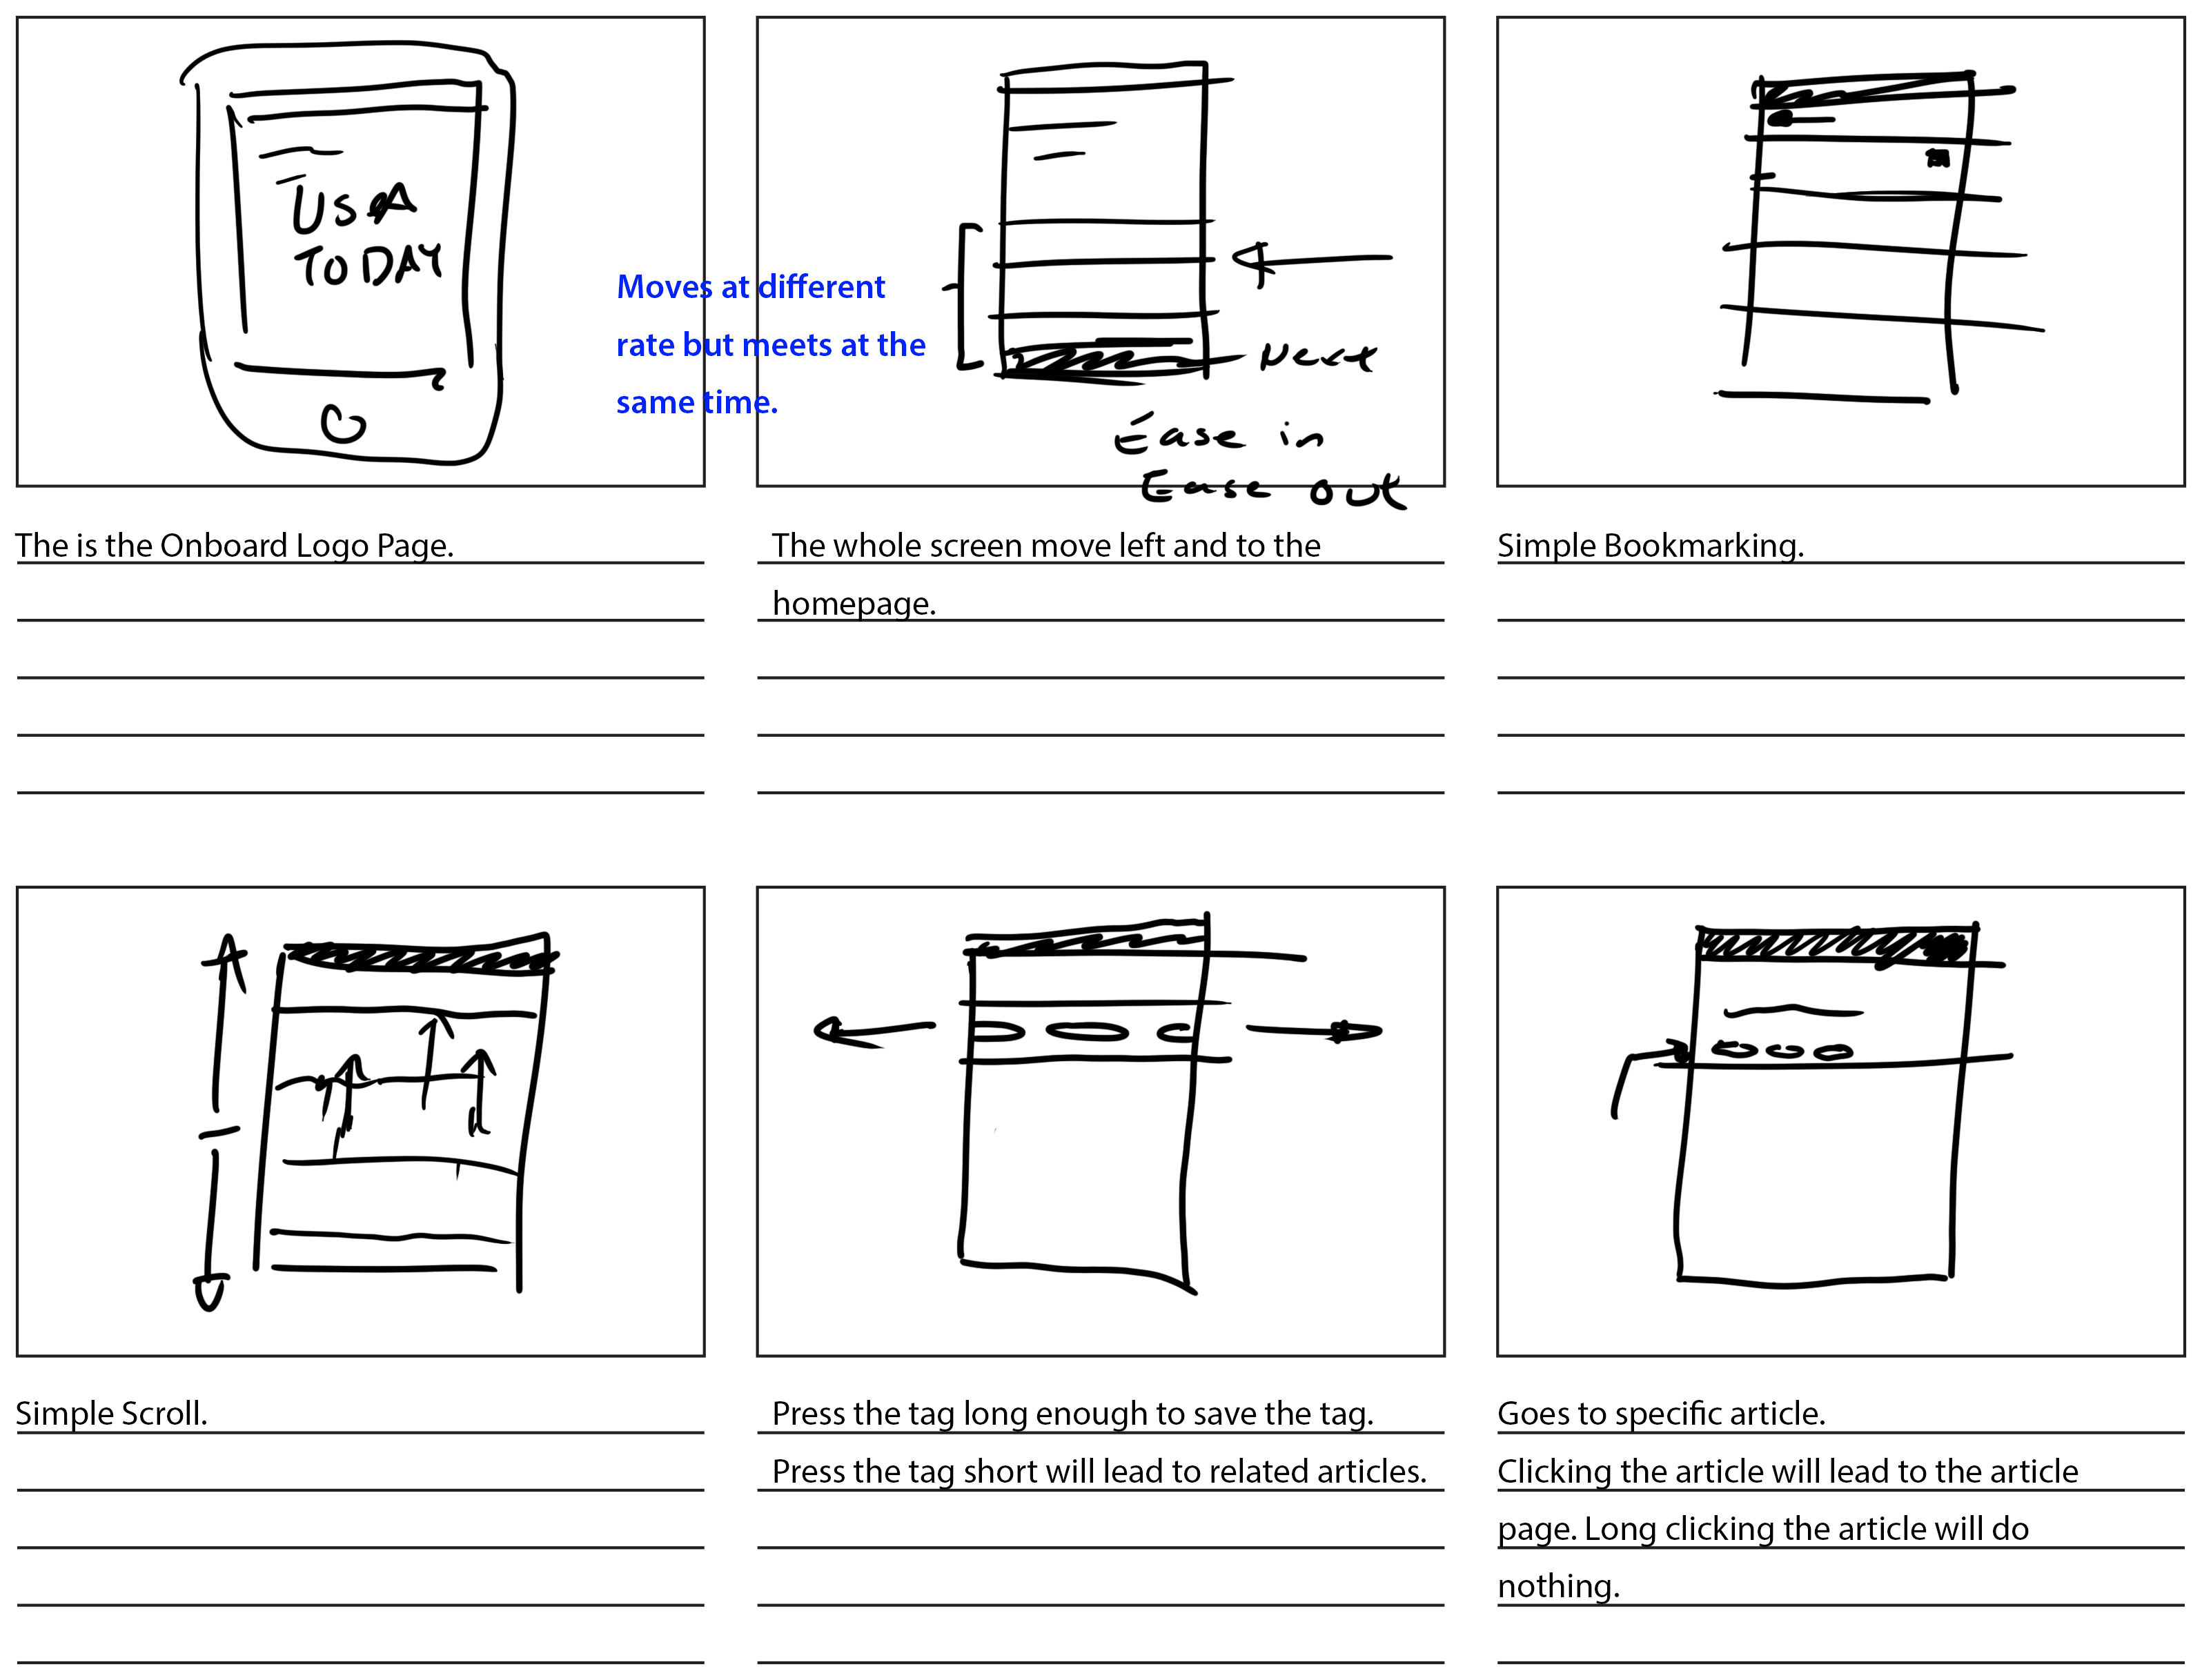 USA
TODAY
Moves at different
rate but meets at the
same time.
Next
Ease in
Ease out
The is the Onboard Logo Page.
The whole screen move left and to the
homepage.
Simple Bookmarking.
Simple Scroll.
Press the tag long enough to save the tag.
Press the tag short will lead to related articles.
Goes to specific article.
Clicking the article will lead to the article
page. Long clicking the article will do
nothing.